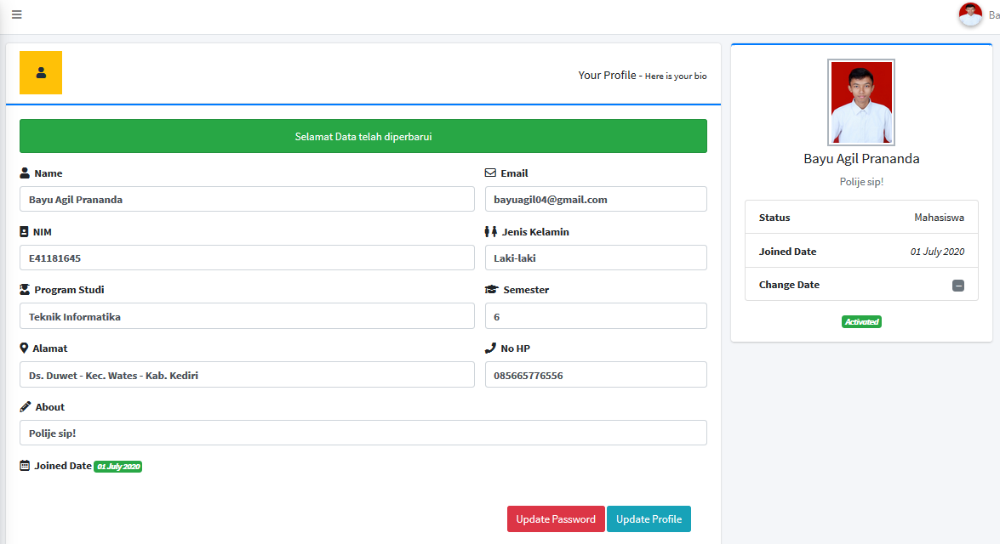 Ba
Your Profile - Here is your bio
Selamat Data telah diperbarui
Name
Email
Bayu Agil Prananda
bayuagil04@gmail.com
NIM
Jenis Kelamin
E41181645
Laki-laki
Program Studi
Semester
Teknik Informatika
6
Alamat
No HP
Ds. Duwet - Kec. Wates - Kab. Kediri
085665776556
About
Polije sip!
Joined Date 01 July 2020
Update Password
Update Profile
Bayu Agil Prananda
Polije sip!
Status Mahasiswa
Joined Date 01 July 2020
Change Date
Activated